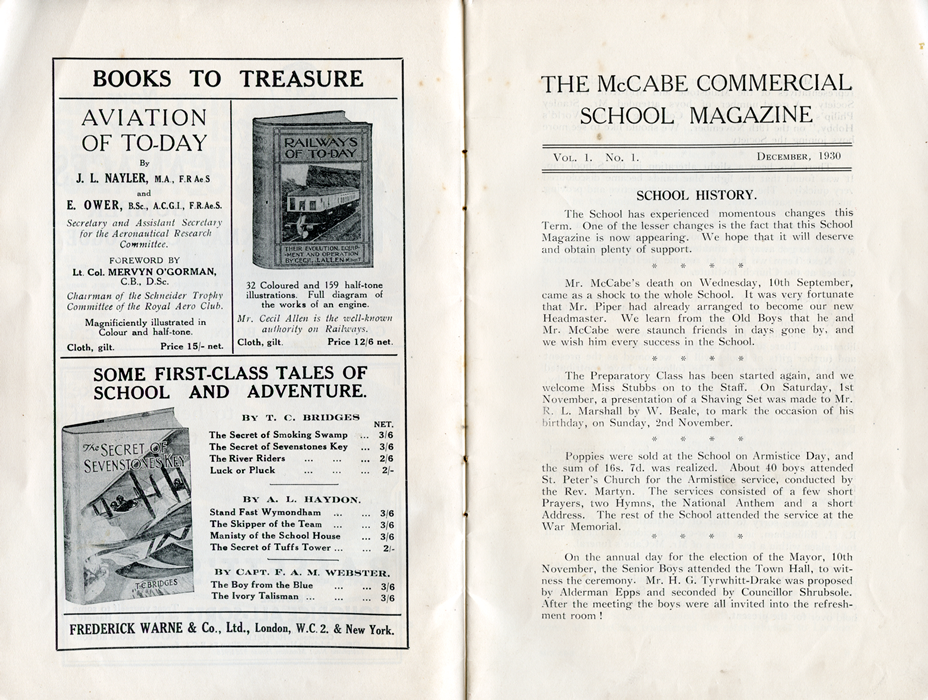 BOOKS TO TREASURE
AVIATION
OF TO-DAY
By
J. L. NAYLER, M.A., F.R.Ae.S
and
E. OWER, B.Sc., A.C.G.I., F.R.Ae.S.
Secretary and Assistant Secretary
for the Aeronautical Research
Committee.
FOREWORD BY
Lt. Col. MERVYN O'GORMAN,
C.B., D.Sc.
Chairman of the Schneider Trophy
Committee of the Royal Aero Club.
Magnificiently illustrated in
Colour and half-tone.
Cloth, gilt. Price 15/- net.
RAILWAYS
OF TO-DAY
THEIR EVOLUTION, EQUIP-
MENT AND OPERATION
BY CECIL J. ALLEN
32 Coloured and 159 half-tone
illustrations. Full diagram of
the works of an engine.
Mr. Cecil Allen is the well-known
authority on Railways.
Cloth, gilt. Price 12/6 net.
SOME FIRST-CLASS TALES OF
SCHOOL AND ADVENTURE.
The SECRET OF
SEVENSTONES KEY
T.C. BRIDGES
BY T. C. BRIDGES
NET.
The Secret of Smoking Swamp ... 3/6
The Secret of Sevenstones Key ... 3/6
The River Riders ... ... ... 2/6
Luck or Pluck ... ... ... 2/-
BY A. L. HAYDON.
Stand Fast Wymondham ... ... 3/6
The Skipper of the Team ... ... 3/6
Manisty of the School House ... 3/6
The Secret of Tuffs Tower ... ... 2/-
BY CAPT. F. A. M. WEBSTER.
The Boy from the Blue ... ... 3/6
The Ivory Talisman ... ... ... 3/6
FREDERICK WARNE & Co., Ltd., London, W.C.2. & New York.
THE McCABE COMMERCIAL
SCHOOL MAGAZINE
VOL. 1. No. 1. DECEMBER, 1930
SCHOOL HISTORY.
The School has experienced momentous changes this
Term. One of the lesser changes is the fact that this School
Magazine is now appearing. We hope that it will deserve
and obtain plenty of support.
* * * *
Mr. McCabe's death on Wednesday, 10th September,
came as a shock to the whole School. It was very fortunate
that Mr. Piper had already arranged to become our new
Headmaster. We learn from the Old Boys that he and
Mr. McCabe were staunch friends in days gone by, and
we wish him every success in the School.
* * * *
The Preparatory Class has been started again, and we
welcome Miss Stubbs on to the Staff. On Saturday, 1st
November, a presentation of a Shaving Set was made to Mr.
R. L. Marshall by W. Beale, to mark the occasion of his
birthday, on Sunday, 2nd November.
* * * *
Poppies were sold at the School on Armistice Day, and
the sum of 16s. 7d. was realized. About 40 boys attended
St. Peter's Church for the Armistice service, conducted by
the Rev. Martyn. The services consisted of a few short
Prayers, two Hymns, the National Anthem and a short
Address. The rest of the School attended the service at the
War Memorial.
* * * *
On the annual day for the election of the Mayor, 10th
November, the Senior Boys attended the Town Hall, to wit-
ness the ceremony. Mr. H. G. Tyrwhitt-Drake was proposed
by Alderman Epps and seconded by Councillor Shrubsole.
After the meeting the boys were all invited into the refresh-
ment room !